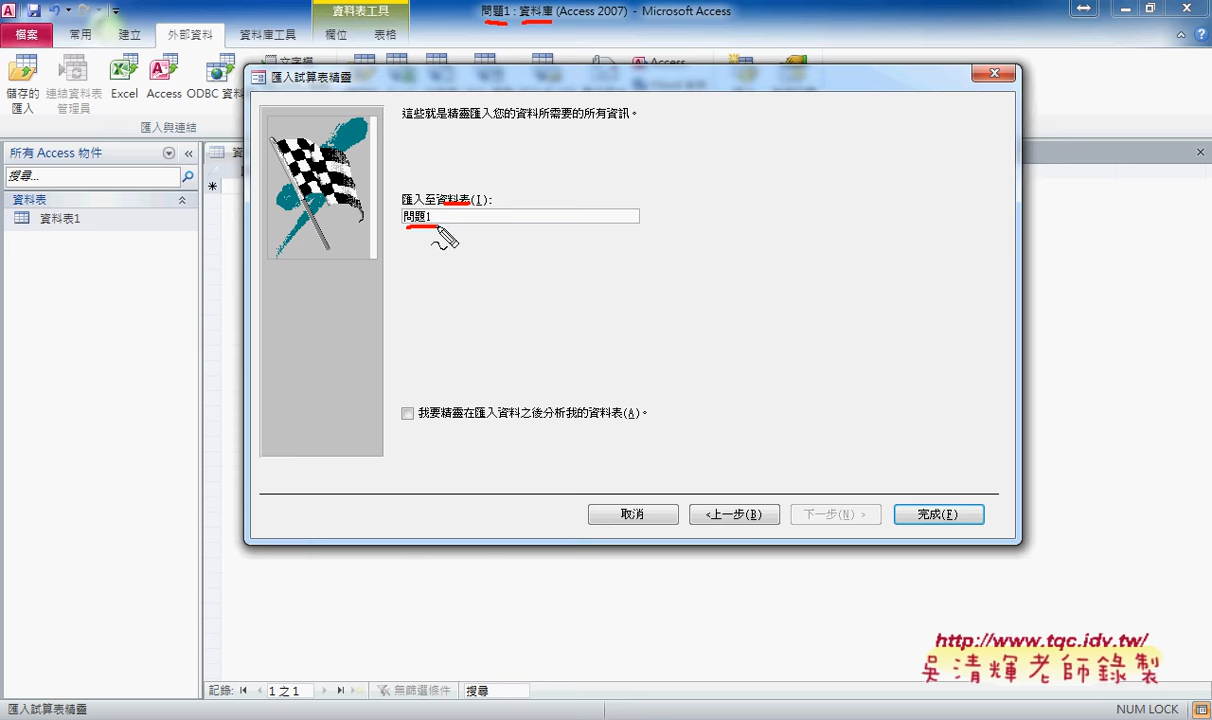 問題1 : 資料庫 (Access 2007) - Microsoft Access
資料表工具
檔案 常用 建立 外部資料 資料庫工具 欄位 表格
儲存的匯入 連結資料表管理員 Excel Access ODBC 資料
文字檔
Access
匯入與連結
所有 Access 物件
搜尋...
資料表
資料表1
匯入試算表精靈
這些就是精靈匯入您的資料所需要的所有資訊。
匯入至資料表(I):
問題1
我要精靈在匯入資料之後分析我的資料表(A)。
取消 <上一步(B) 下一步(N) > 完成(F)
http://www.tqc.idv.tw/
吳清輝老師錄製
記錄: 1 之 1 無篩選條件 搜尋
匯入試算表精靈 NUM LOCK